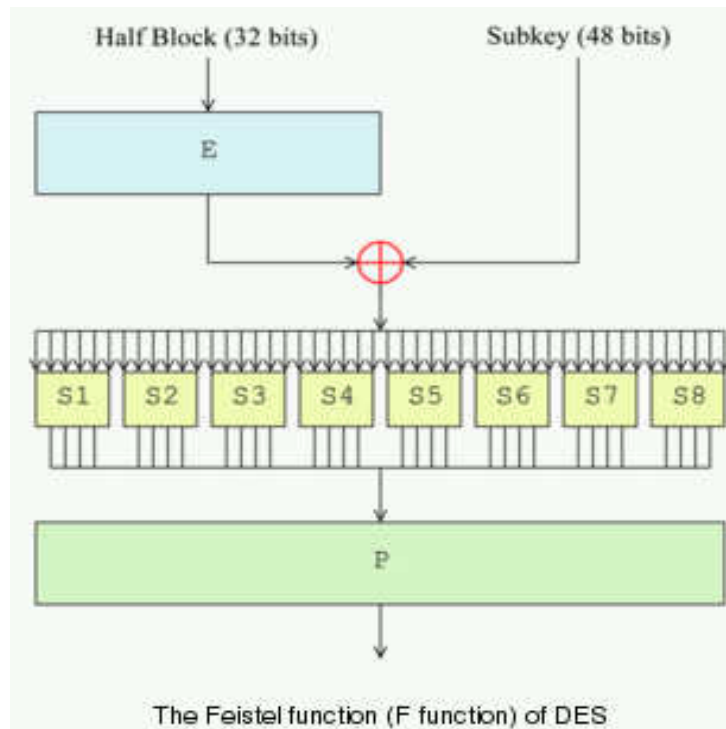 Half Block (32 bits) Subkey (48 bits)
E
S1 S2 S3 S4 S5 S6 S7 S8
P
The Feistel function (F function) of DES